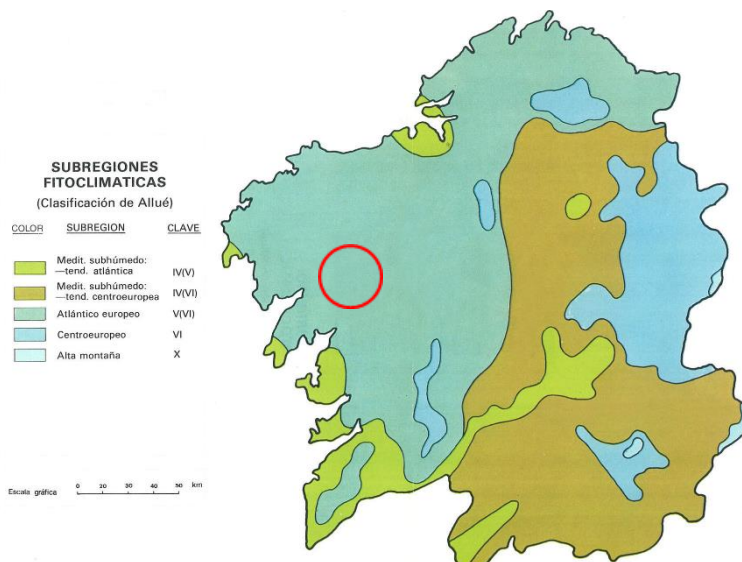 SUBREGIONES
FITOCLIMATICAS
(Clasificación de Allué)
COLOR SUBREGION CLAVE
Medit. subhúmedo:
—tend. atlántica IV(V)
Medit. subhúmedo:
—tend. centroeuropea IV(VI)
Atlántico europeo V(VI)
Centroeuropeo VI
Alta montaña X
Escala gráfica 0 10 20 30 40 50 km